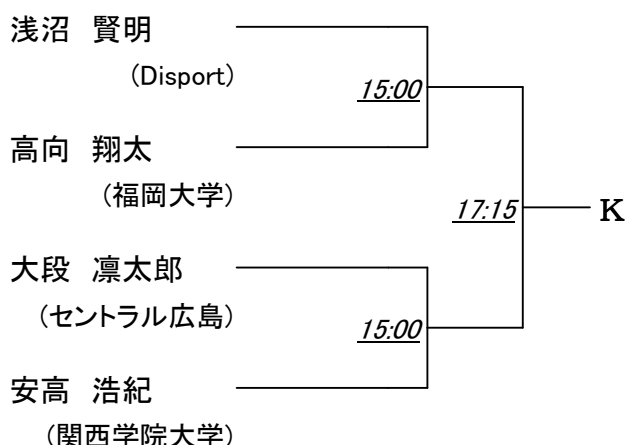 浅沼 賢明
(Disport)
15:00
高向 翔太
(福岡大学)
17:15
K
大段 凛太郎
(セントラル広島)
15:00
安高 浩紀
(関西学院大学)